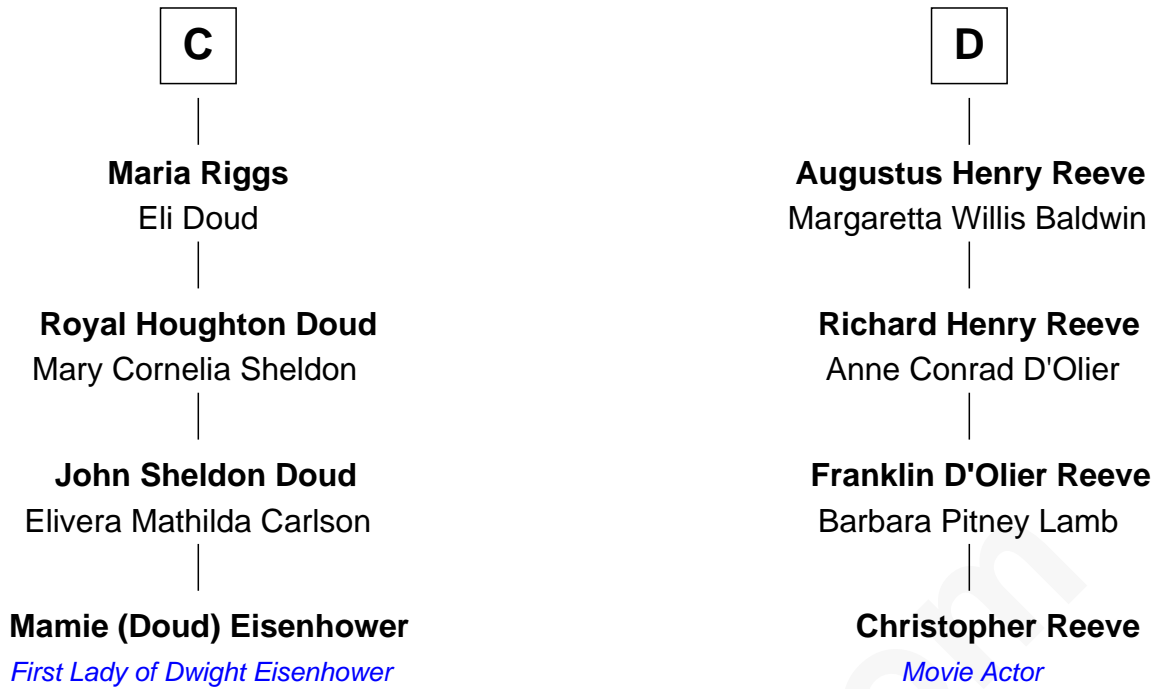 C
Maria Riggs
Eli Doud
Royal Houghton Doud
Mary Cornelia Sheldon
John Sheldon Doud
Elivera Mathilda Carlson
Mamie (Doud) Eisenhower
First Lady of Dwight Eisenhower
D
Augustus Henry Reeve
Margaretta Willis Baldwin
Richard Henry Reeve
Anne Conrad D'Olier
Franklin D'Olier Reeve
Barbara Pitney Lamb
Christopher Reeve
Movie Actor